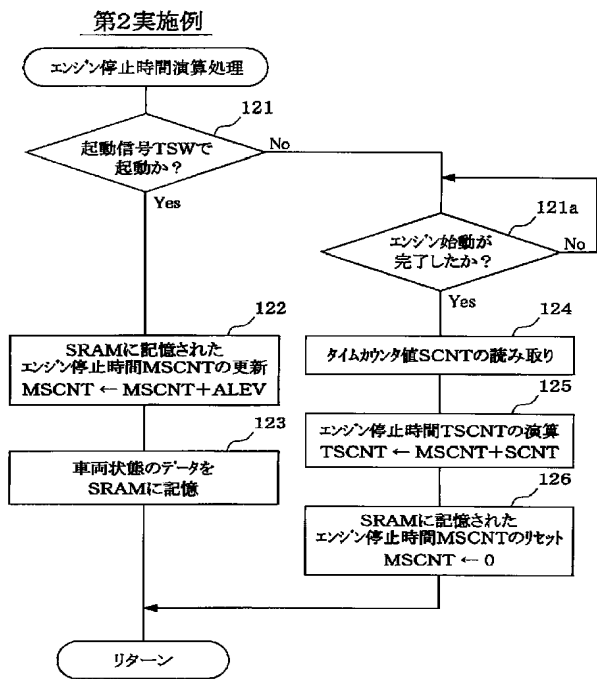 第2実施例
エンジン停止時間演算処理
121
起動信号TSWで
起動か？
No
Yes
121a
エンジン始動が
完了したか？
No
Yes
122
SRAMに記憶された
エンジン停止時間MSCNTの更新
MSCNT ← MSCNT+ALEV
124
タイムカウンタ値SCNTの読み取り
125
エンジン停止時間TSCNTの演算
TSCNT ← MSCNT+SCNT
123
車両状態のデータを
SRAMに記憶
126
SRAMに記憶された
エンジン停止時間MSCNTのリセット
MSCNT ← 0
リターン